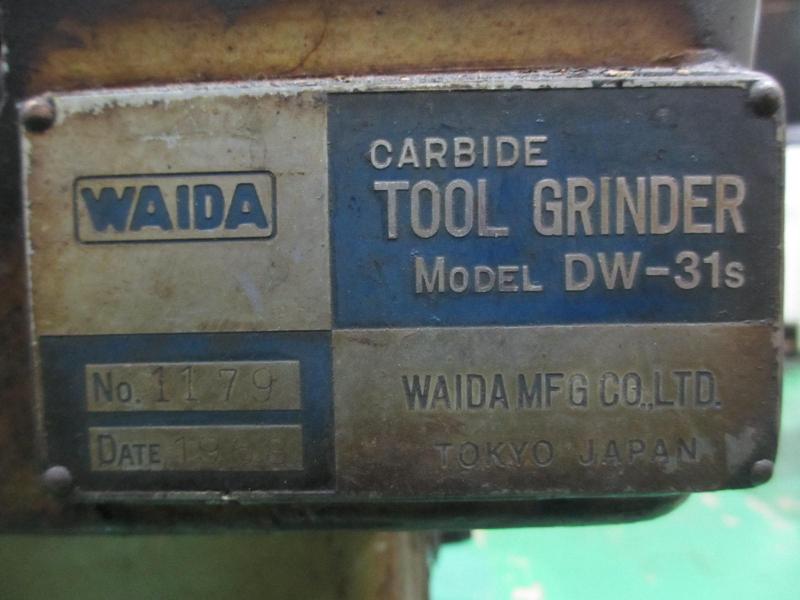 WAIDA
CARBIDE
TOOL GRINDER
MODEL DW-31s
No. 1179
DATE
WAIDA MFG CO., LTD.
TOKYO JAPAN